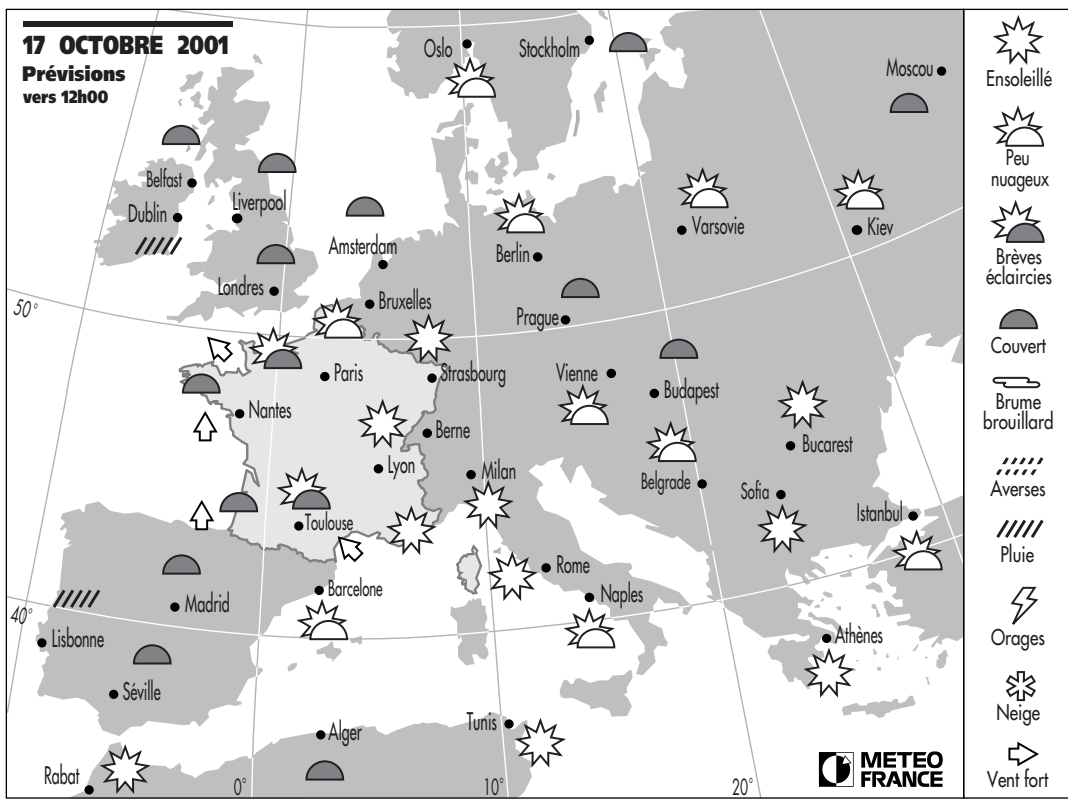 17 OCTOBRE 2001
Prévisions
vers 12h00
Oslo
Stockholm
Moscou
Belfast
Dublin
Liverpool
Amsterdam
Berlin
Varsovie
Kiev
Londres
Bruxelles
Prague
50°
Paris
Strasbourg
Vienne
Budapest
Nantes
Berne
Bucarest
Lyon
Milan
Belgrade
Sofia
Istanbul
Toulouse
Rome
Barcelone
Naples
Madrid
40°
Lisbonne
Athènes
Séville
Tunis
Alger
Rabat
0°
10°
20°
METEO
FRANCE
Ensoleillé
Peu
nuageux
Brèves
éclaircies
Couvert
Brume
brouillard
Averses
Pluie
Orages
Neige
Vent fort